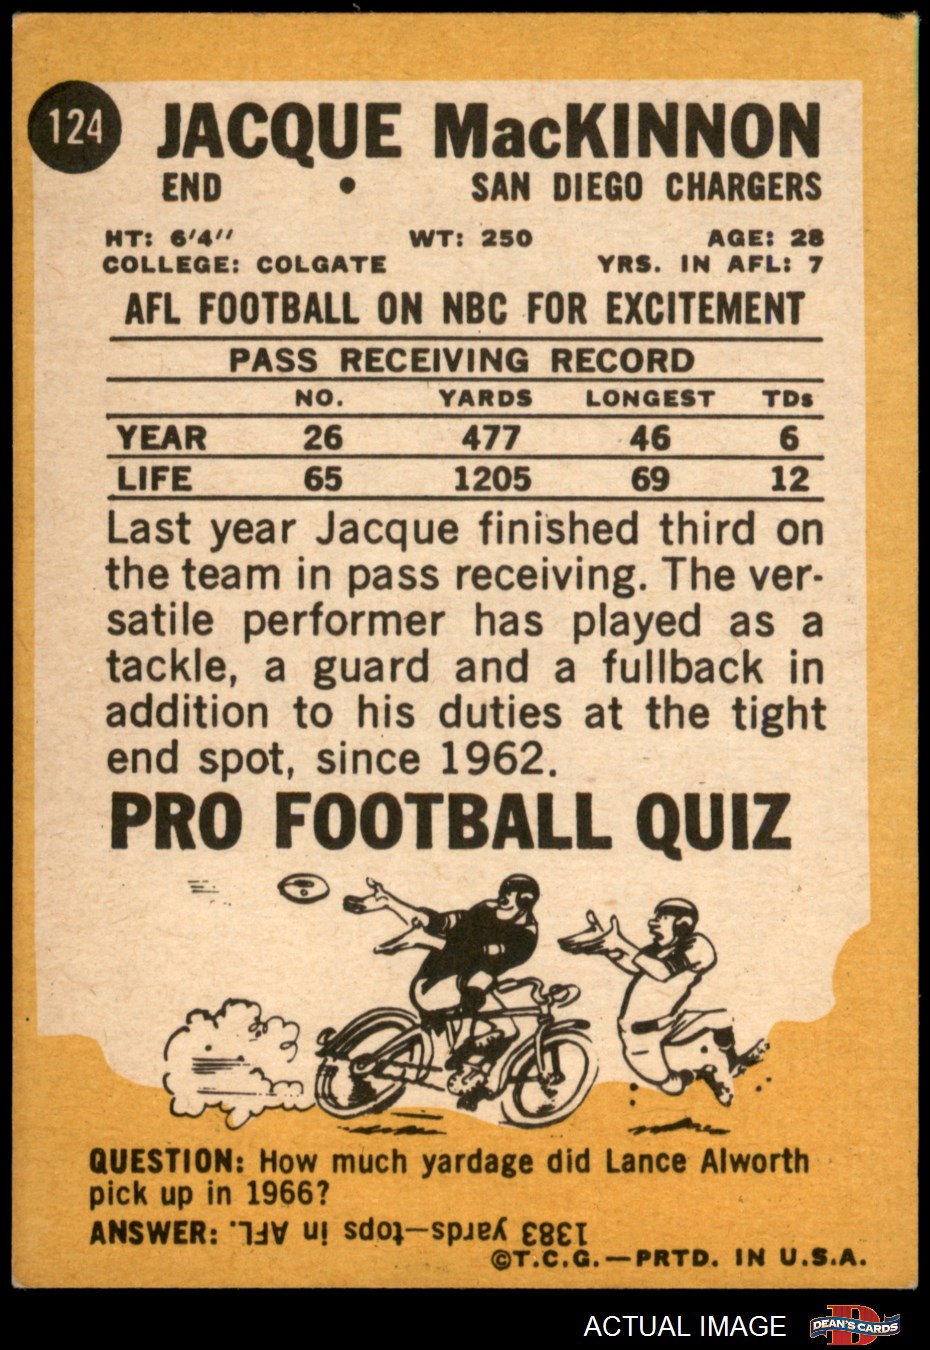 124
JACQUE MacKINNON
END • SAN DIEGO CHARGERS
HT: 6'4" WT: 250 AGE: 28
COLLEGE: COLGATE YRS. IN AFL: 7
AFL FOOTBALL ON NBC FOR EXCITEMENT
PASS RECEIVING RECORD
NO. YARDS LONGEST TDs
YEAR 26 477 46 6
LIFE 65 1205 69 12
Last year Jacque finished third on
the team in pass receiving. The ver-
satile performer has played as a
tackle, a guard and a fullback in
addition to his duties at the tight
end spot, since 1962.
PRO FOOTBALL QUIZ
QUESTION: How much yardage did Lance Alworth
pick up in 1966?
ANSWER: 1383 yards—tops in AFL.
©T.C.G.—PRTD. IN U.S.A.
ACTUAL IMAGE
D
DEAN'S CARDS